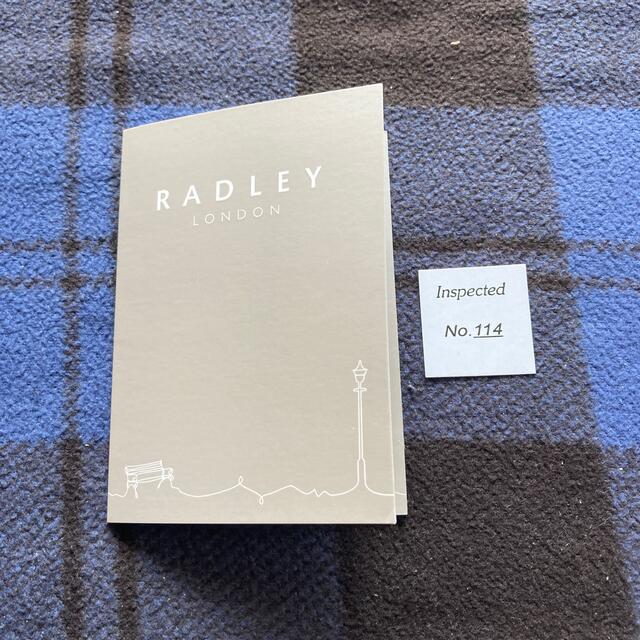 RADLEY
LONDON
Inspected
No.114